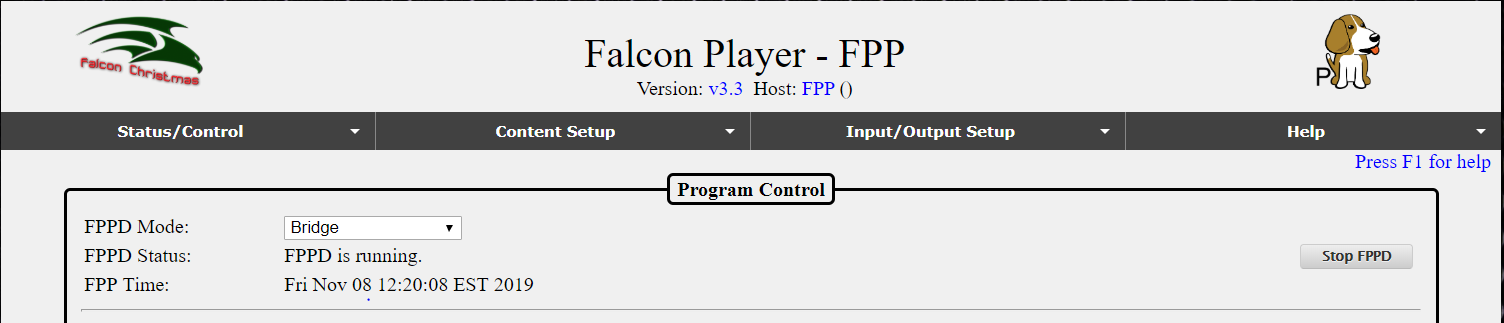 Falcon Christmas
Falcon Player - FPP
P
Version: v3.3 Host: FPP ()
Status/Control
Content Setup
Input/Output Setup
Help
Press F1 for help
Program Control
FPPD Mode: Bridge
FPPD Status: FPPD is running. Stop FPPD
FPP Time: Fri Nov 08 12:20:08 EST 2019